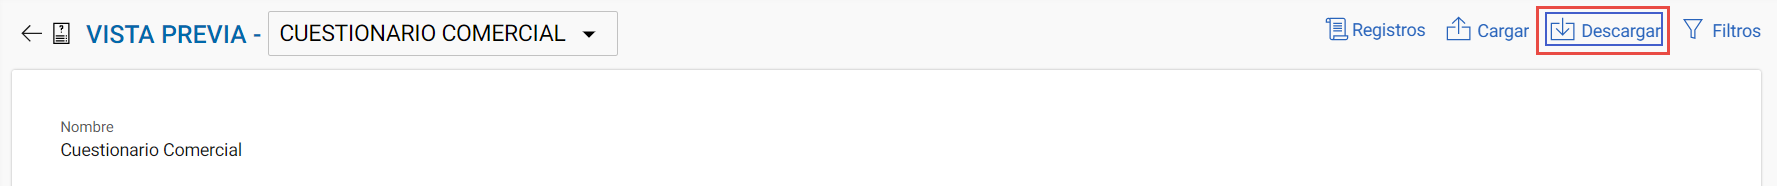 VISTA PREVIA - CUESTIONARIO COMERCIAL Registros Cargar Descargar Filtros
Nombre
Cuestionario Comercial